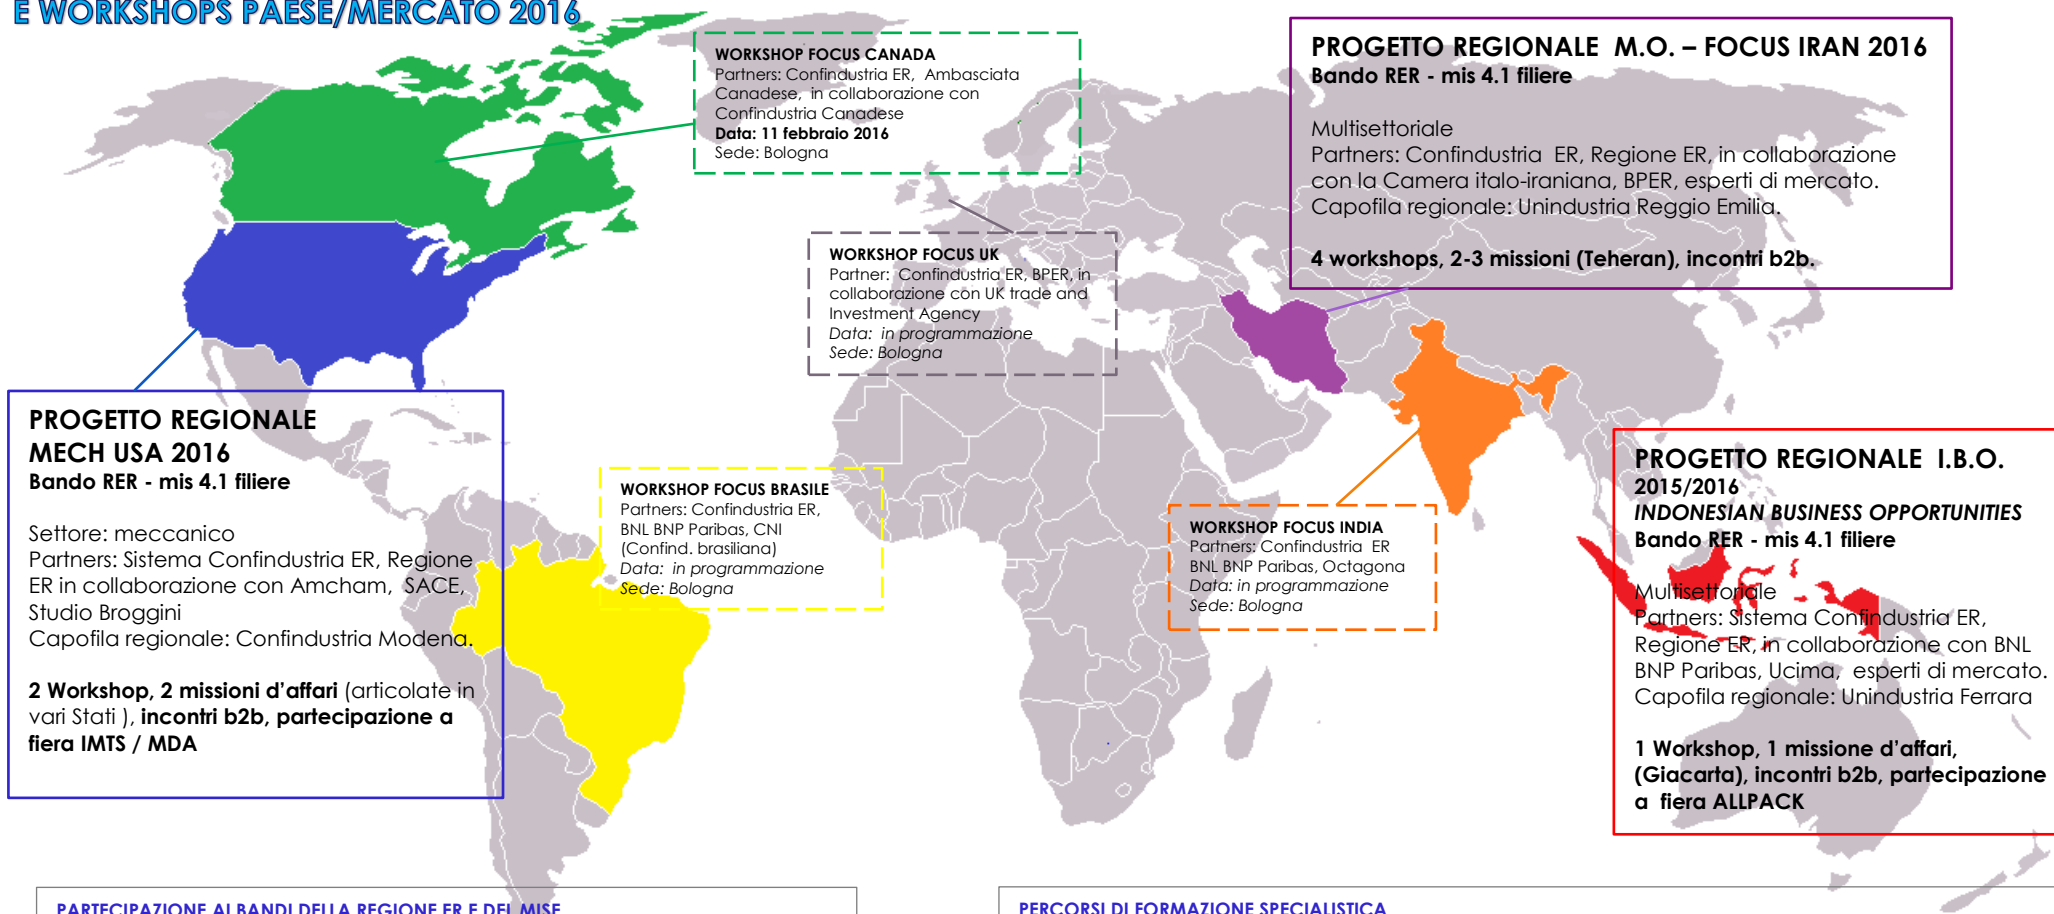 E WORKSHOPS PAESE/MERCATO 2016
WORKSHOP FOCUS CANADA
Partners: Confindustria ER, Ambasciata
Canadese, in collaborazione con
Confindustria Canadese
Data: 11 febbraio 2016
Sede: Bologna
PROGETTO REGIONALE M.O. – FOCUS IRAN 2016
Bando RER - mis 4.1 filiere
Multisettoriale
Partners: Confindustria ER, Regione ER, in collaborazione
con la Camera italo-iraniana, BPER, esperti di mercato.
Capofila regionale: Unindustria Reggio Emilia.
4 workshops, 2-3 missioni (Teheran), incontri b2b.
WORKSHOP FOCUS UK
Partner: Confindustria ER, BPER, in
collaborazione con UK trade and
Investment Agency
Data: in programmazione
Sede: Bologna
PROGETTO REGIONALE
MECH USA 2016
Bando RER - mis 4.1 filiere
Settore: meccanico
Partners: Sistema Confindustria ER, Regione
ER in collaborazione con Amcham, SACE,
Studio Broggini
Capofila regionale: Confindustria Modena.
2 Workshop, 2 missioni d'affari (articolate in
vari Stati ), incontri b2b, partecipazione a
fiera IMTS / MDA
WORKSHOP FOCUS BRASILE
Partners: Confindustria ER,
BNL BNP Paribas, CNI
(Confind. brasiliana)
Data: in programmazione
Sede: Bologna
WORKSHOP FOCUS INDIA
Partners: Confindustria ER
BNL BNP Paribas, Octagona
Data: in programmazione
Sede: Bologna
PROGETTO REGIONALE I.B.O.
2015/2016
INDONESIAN BUSINESS OPPORTUNITIES
Bando RER - mis 4.1 filiere
Multisettoriale
Partners: Sistema Confindustria ER,
Regione ER, in collaborazione con BNL
BNP Paribas, Ucima, esperti di mercato.
Capofila regionale: Unindustria Ferrara
1 Workshop, 1 missione d'affari,
(Giacarta), incontri b2b, partecipazione
a fiera ALLPACK
PARTECIPAZIONE AI BANDI DELLA REGIONE ER E DEL MISE
PERCORSI DI FORMAZIONE SPECIALISTICA